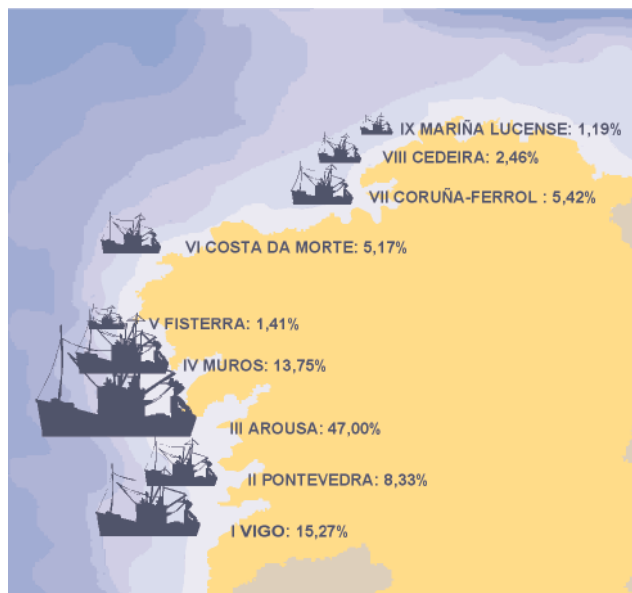 IX MARIÑA LUCENSE: 1,19%
VIII CEDEIRA: 2,46%
VII CORUÑA-FERROL : 5,42%
VI COSTA DA MORTE: 5,17%
V FISTERRA: 1,41%
IV MUROS: 13,75%
III AROUSA: 47,00%
II PONTEVEDRA: 8,33%
I VIGO: 15,27%